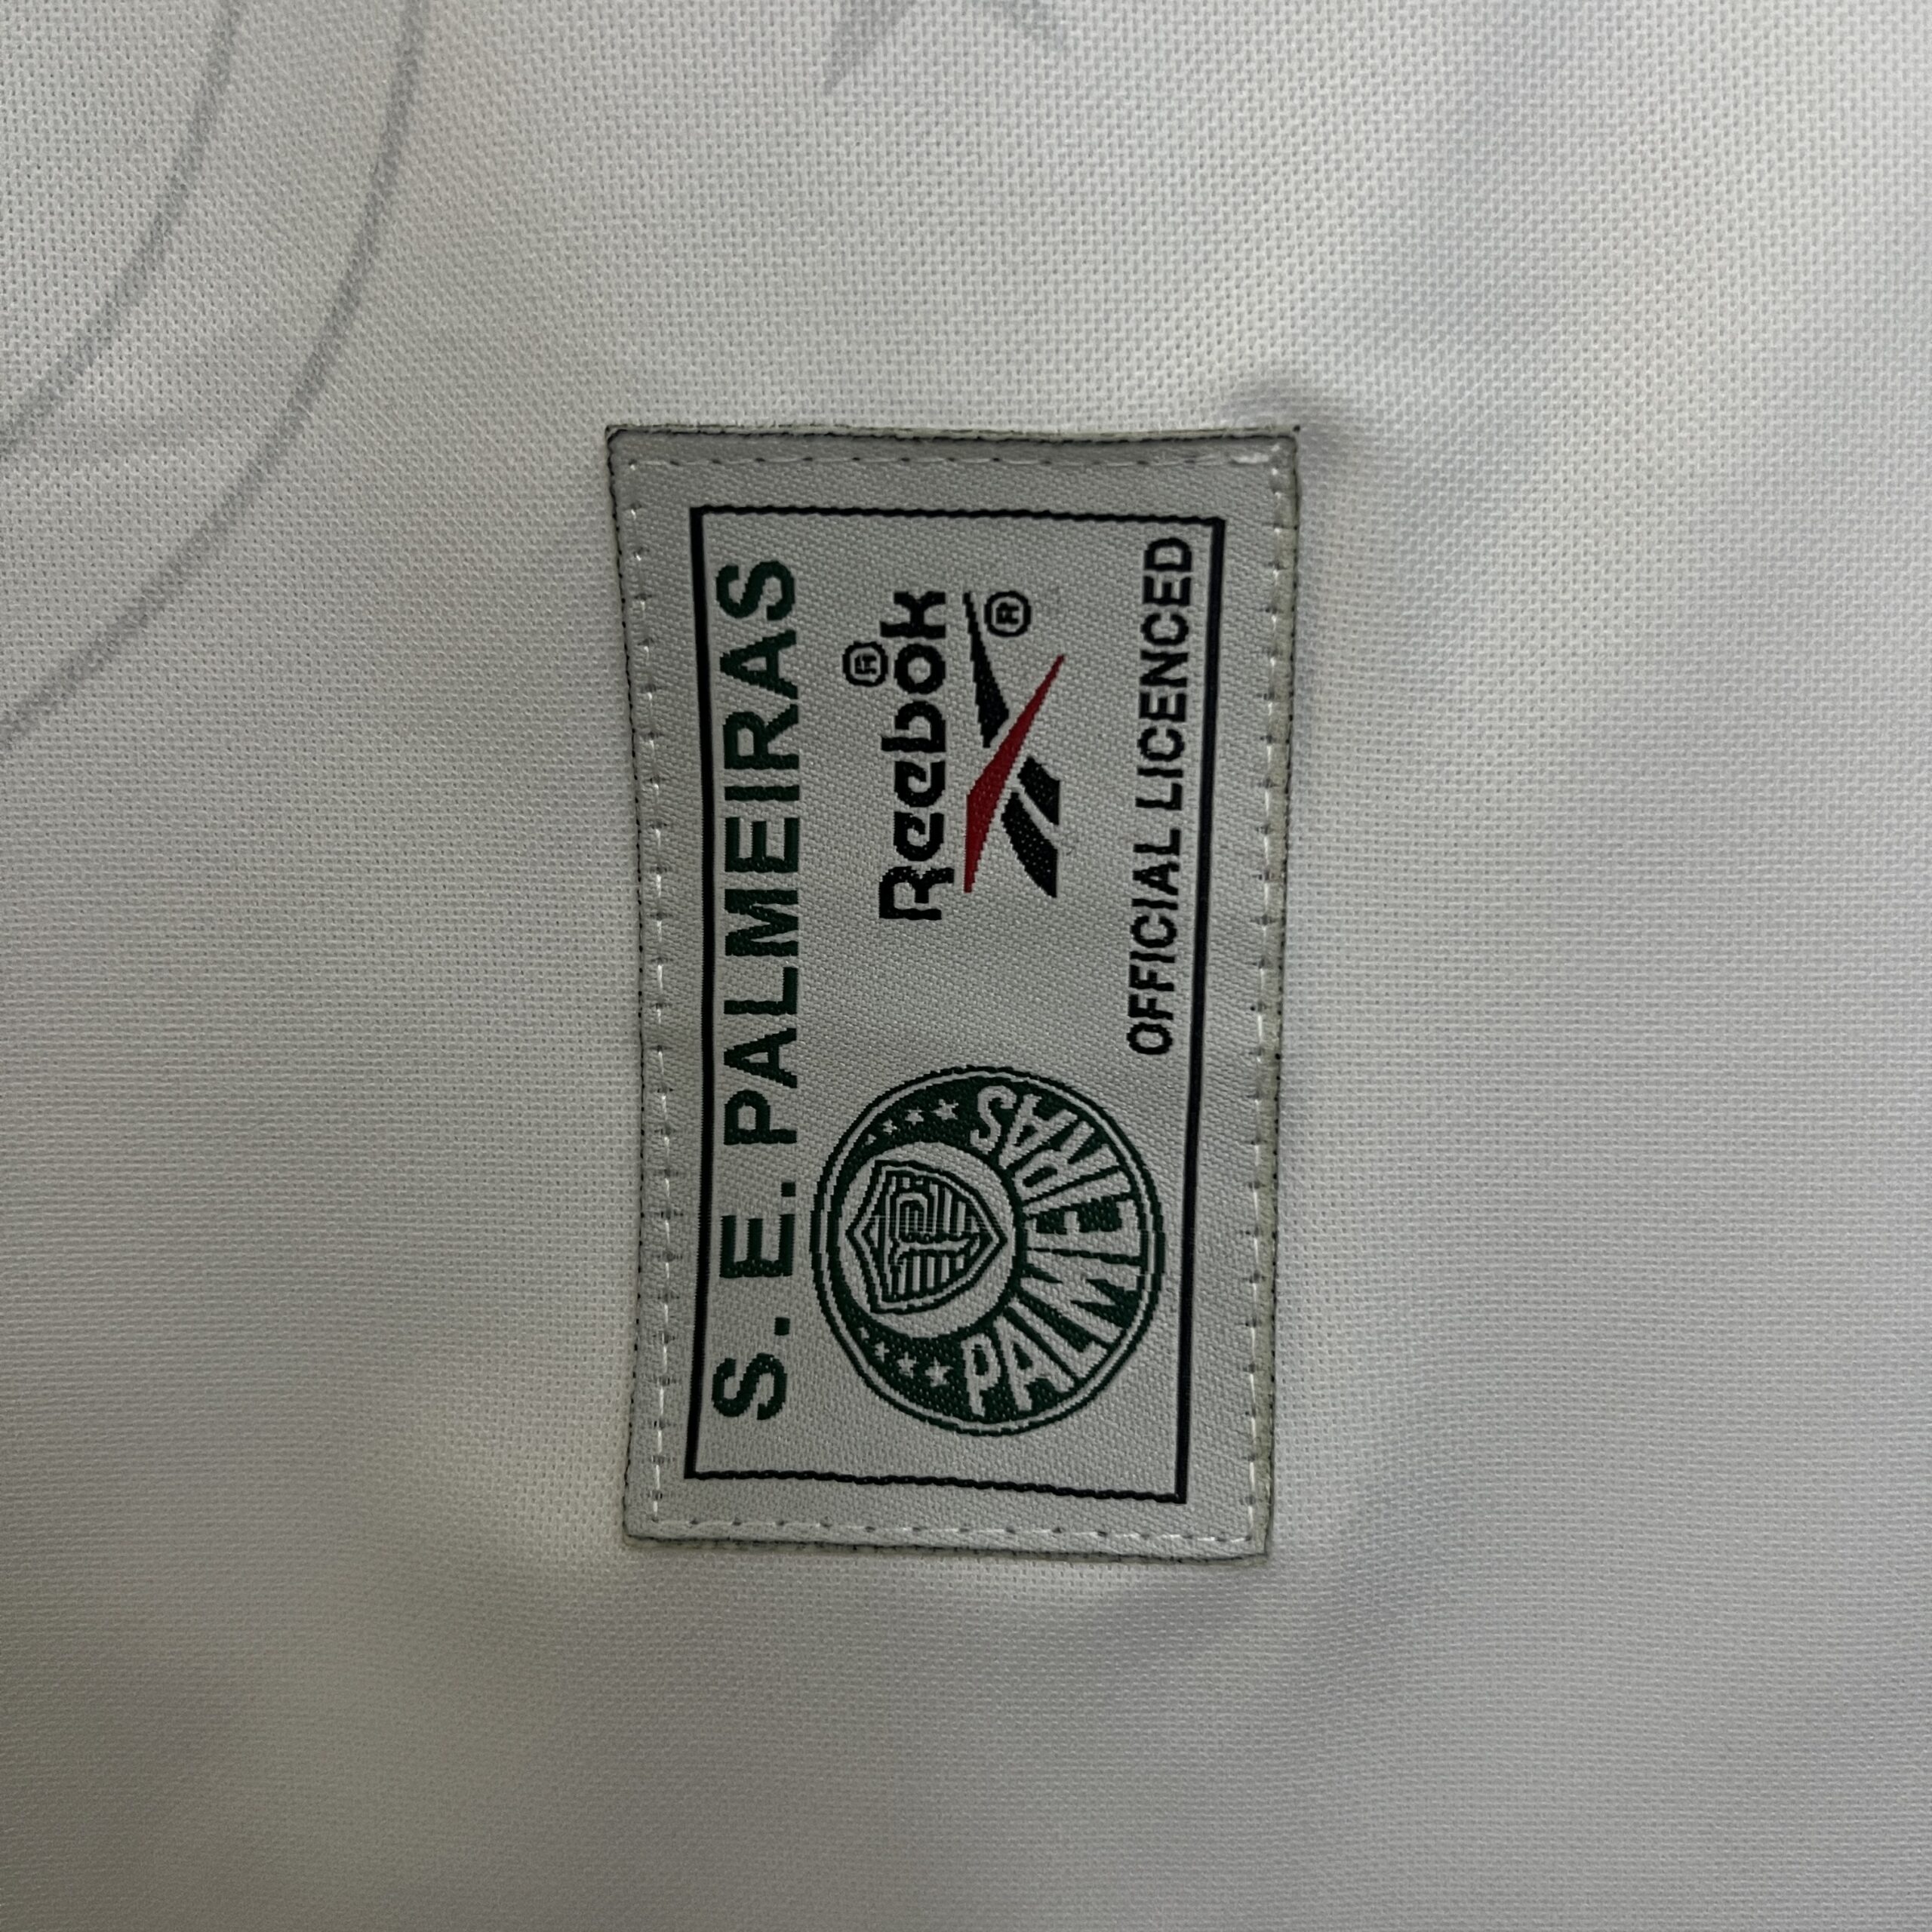 S. E. PALMEIRAS
PALMEIRAS
P
Reebok®
®
OFFICIAL LICENCED